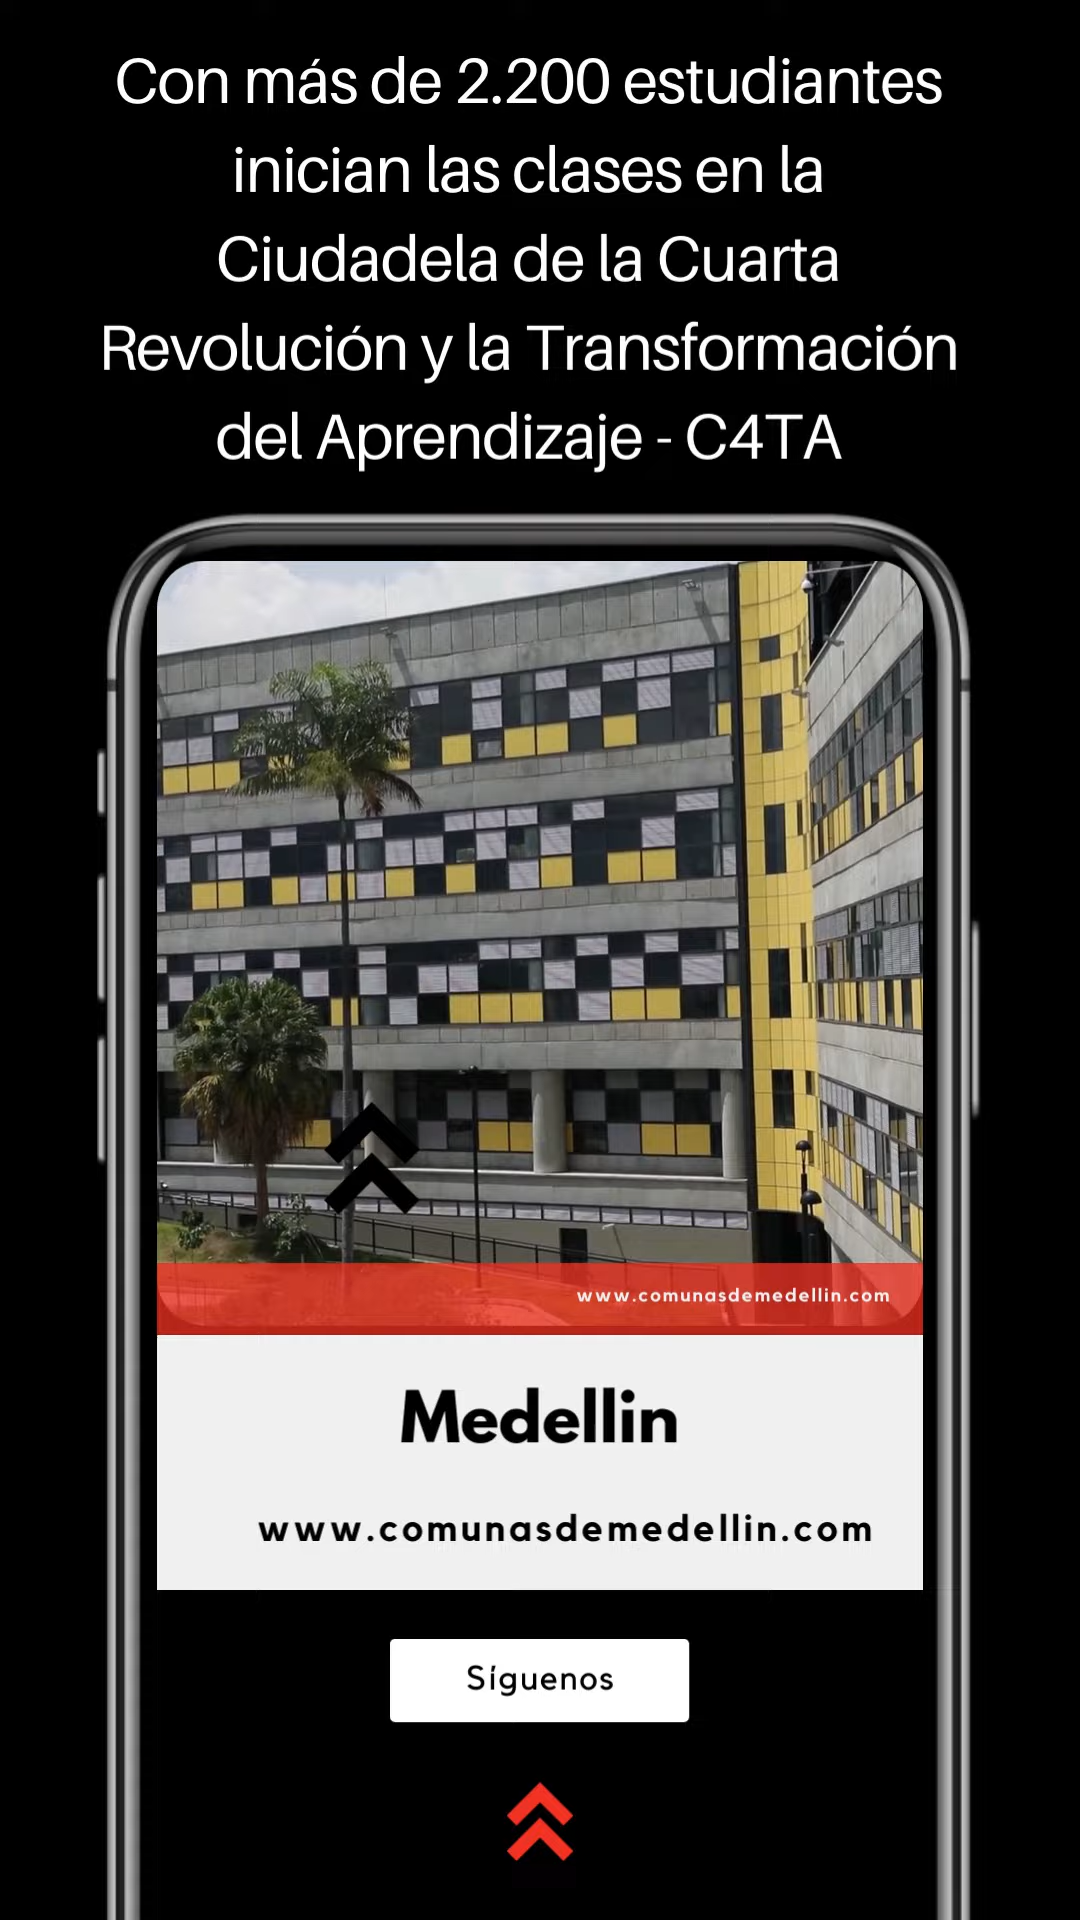 Con más de 2.200 estudiantes
inician las clases en la
Ciudadela de la Cuarta
Revolución y la Transformación
del Aprendizaje - C4TA
www.comunasdemedellin.com
Medellin
www.comunasdemedellin.com
Síguenos